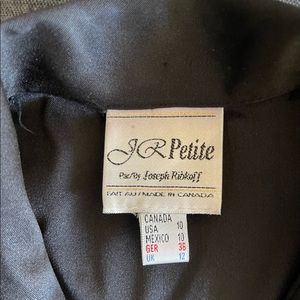 JR Petite
Par/By Joseph Ribkoff
FAIT AU / MADE IN CANADA
CANADA
USA 10
MEXICO 10
GER 38
UK 12